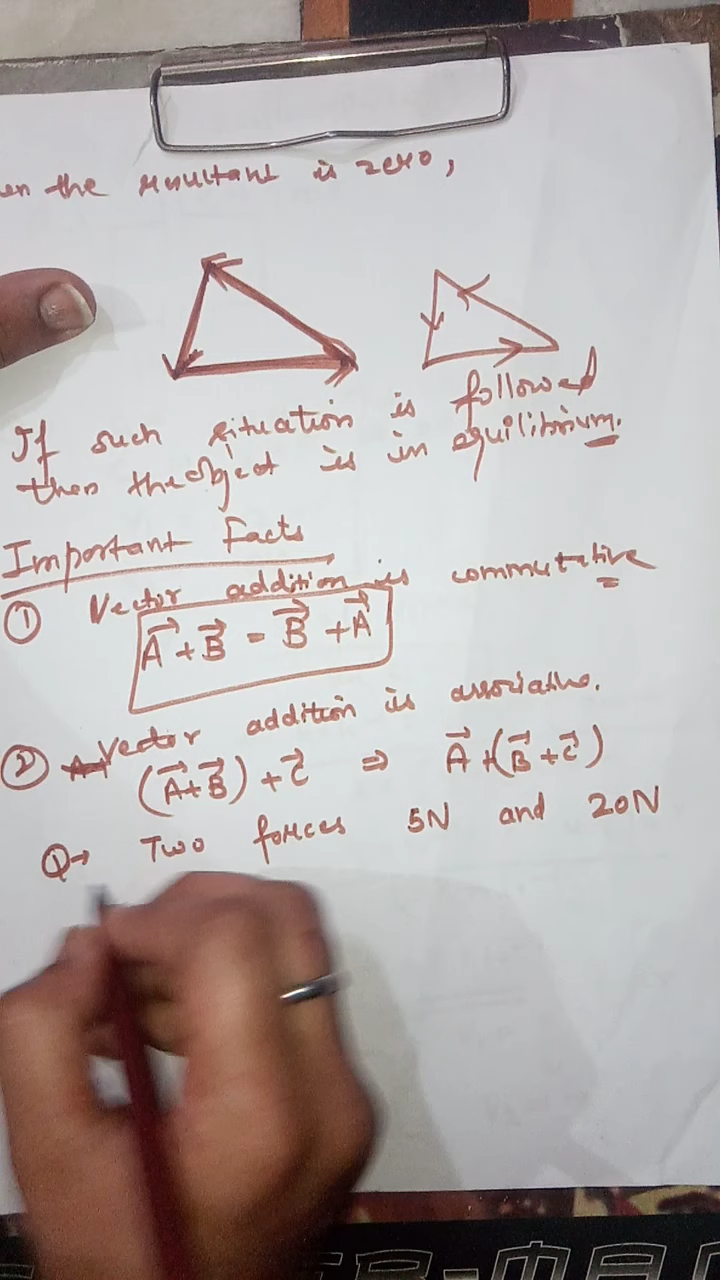 en the resultant is zero,
If such situation is followed
then the object is in equilibrium.
Important Facts
① Vector addition is commutative
A⃗ + B⃗ = B⃗ + A⃗
② Vector addition is associative.
(A⃗+B⃗) + C⃗ ⇒ A⃗ + (B⃗ + C⃗)
Q→ Two forces 5N and 20N